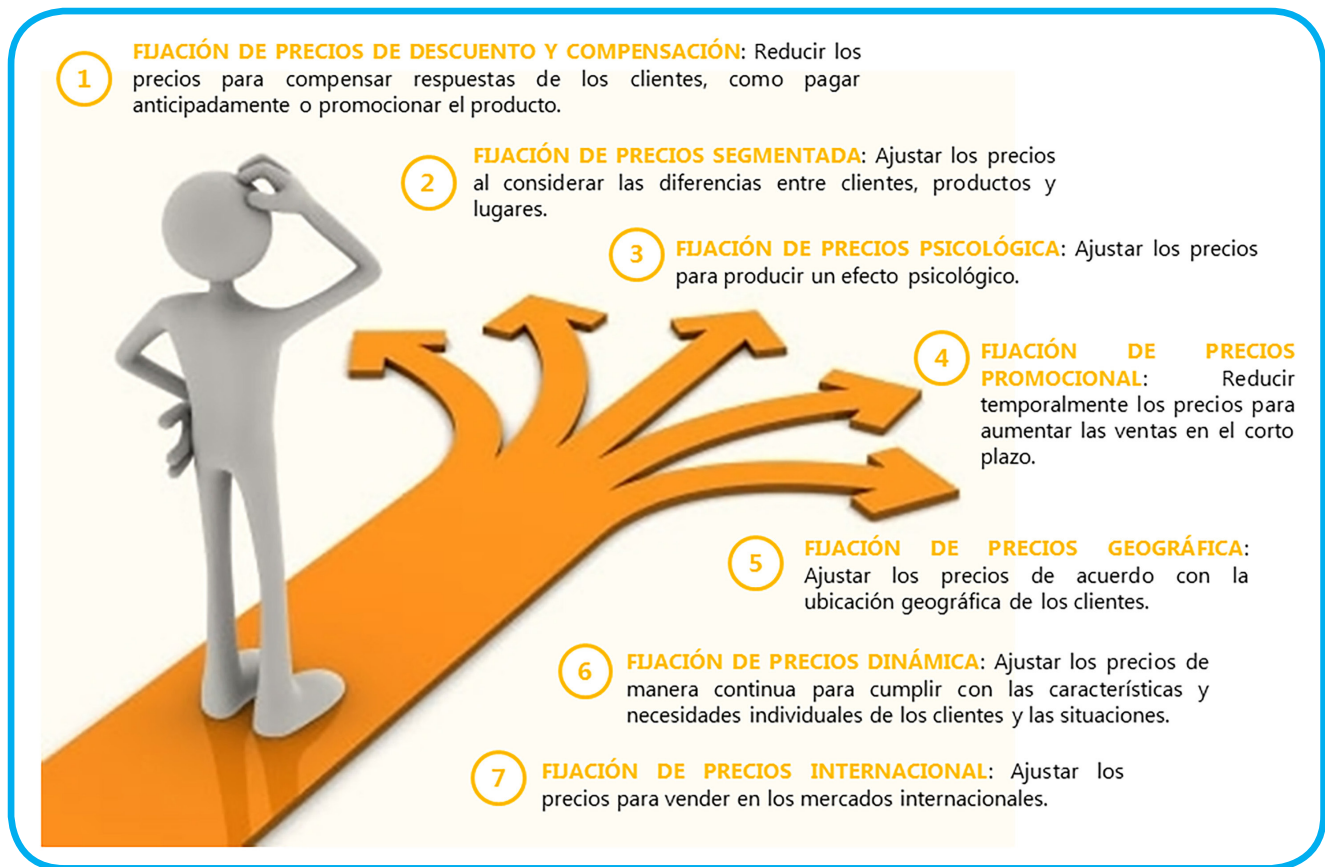 1
FIJACIÓN DE PRECIOS DE DESCUENTO Y COMPENSACIÓN: Reducir los
precios para compensar respuestas de los clientes, como pagar
anticipadamente o promocionar el producto.
2
FIJACIÓN DE PRECIOS SEGMENTADA: Ajustar los precios
al considerar las diferencias entre clientes, productos y
lugares.
3
FIJACIÓN DE PRECIOS PSICOLÓGICA: Ajustar los precios
para producir un efecto psicológico.
4
FIJACIÓN DE PRECIOS
PROMOCIONAL: Reducir
temporalmente los precios para
aumentar las ventas en el corto
plazo.
5
FIJACIÓN DE PRECIOS GEOGRÁFICA:
Ajustar los precios de acuerdo con la
ubicación geográfica de los clientes.
6
FIJACIÓN DE PRECIOS DINÁMICA: Ajustar los precios de
manera continua para cumplir con las características y
necesidades individuales de los clientes y las situaciones.
7
FIJACIÓN DE PRECIOS INTERNACIONAL: Ajustar los
precios para vender en los mercados internacionales.